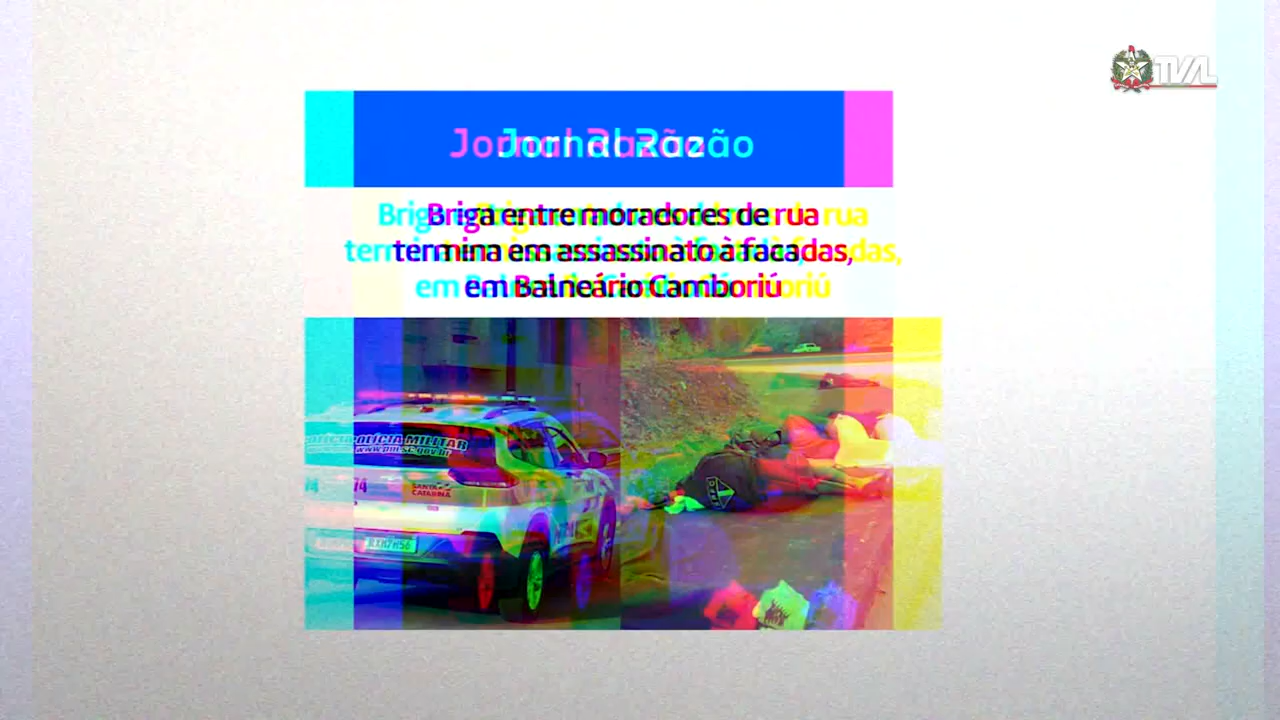 TVAL
Jornal Razão
Briga entre moradores de rua
termina em assassinato à facadas,
em Balneário Camboriú
POLÍCIA MILITAR
www.pm.sc.gov.br
74
SANTA
CATARINA